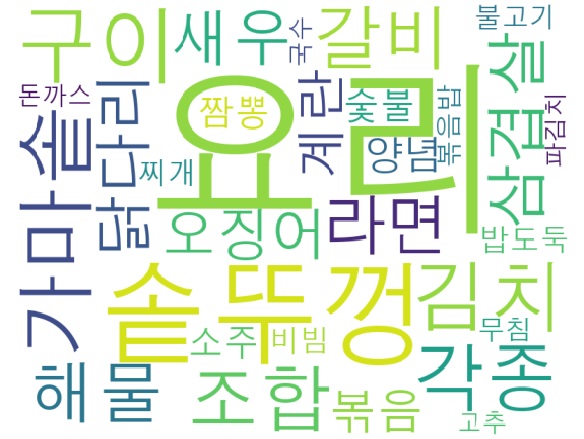 구이
새우
국수
갈비
불고기
돈까스
닭다리
짬뽕
요리
계란
숯불
양념
볶음밥
삼겹살
파김치
가마솥
찌개
오징어
라면
밥도둑
솥뚜껑
김치
소주
비빔
무침
해물
조합
볶음
각종
고추